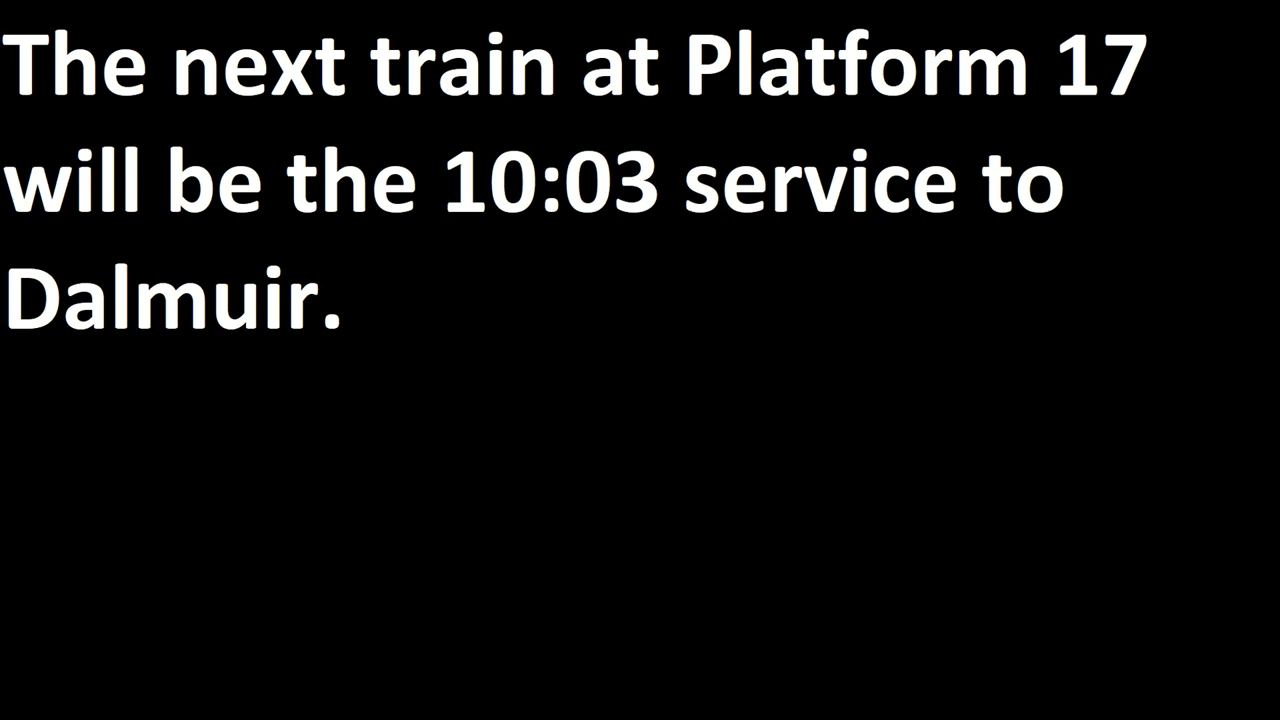 The next train at Platform 17
will be the 10:03 service to
Dalmuir.